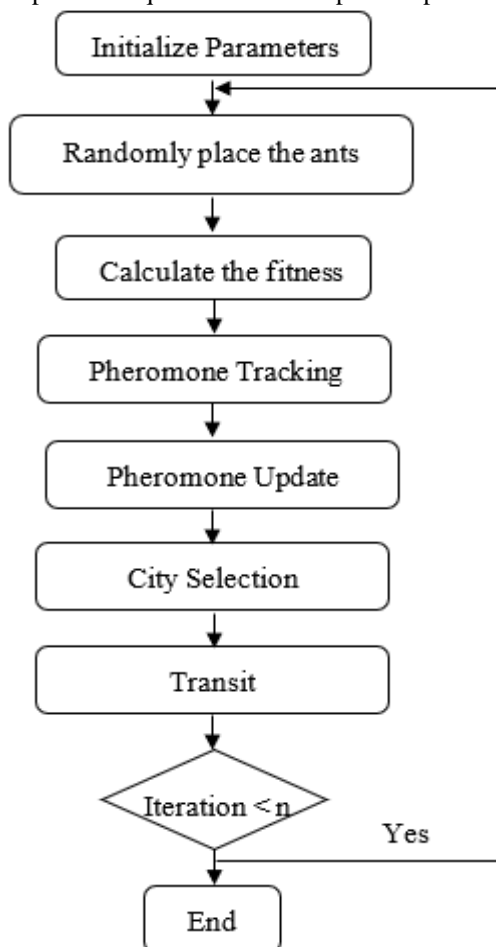 Initialize Parameters
Randomly place the ants
Calculate the fitness
Pheromone Tracking
Pheromone Update
City Selection
Transit
Iteration < n
Yes
End